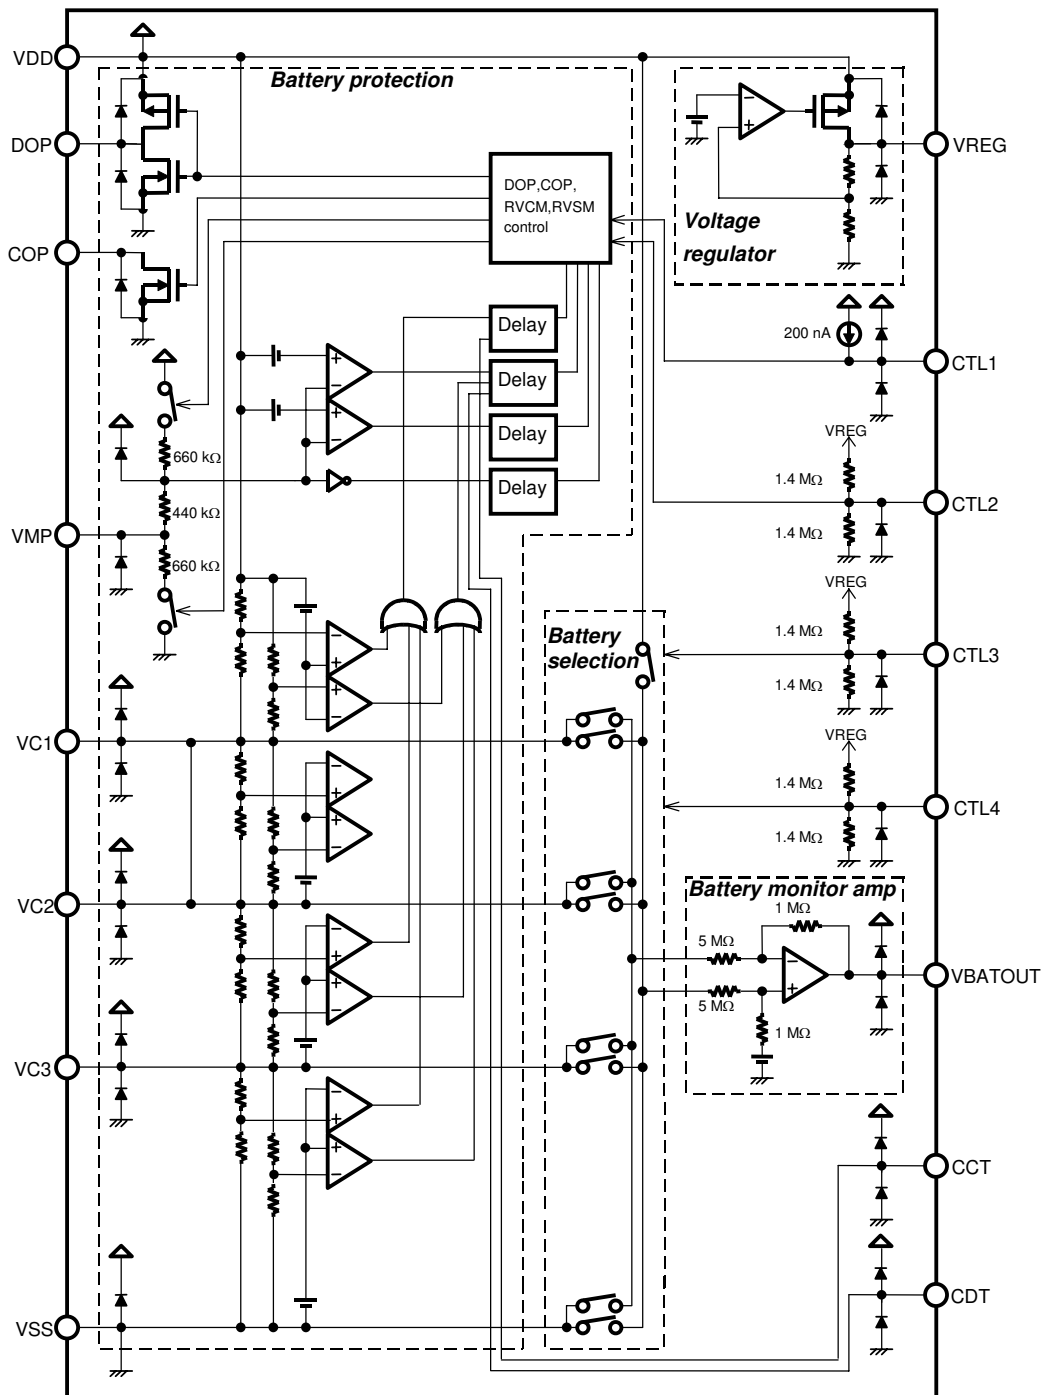 VDD
Battery protection
DOP
VREG
DOP,COP,
RVCM,RVSM
control
Voltage
regulator
COP
−
+
Delay
200 nA
CTL1
+
−
Delay
+
−
Delay
VREG
660 kΩ
1.4 MΩ
Delay
CTL2
440 kΩ
1.4 MΩ
VMP
660 kΩ
VREG
1.4 MΩ
Battery
selection
CTL3
−
+
1.4 MΩ
+
−
VREG
VC1
−
+
1.4 MΩ
CTL4
+
−
1.4 MΩ
Battery monitor amp
1 MΩ
VC2
−
+
5 MΩ
−
+
VBATOUT
+
−
5 MΩ
1 MΩ
VC3
−
+
+
−
CCT
CDT
VSS